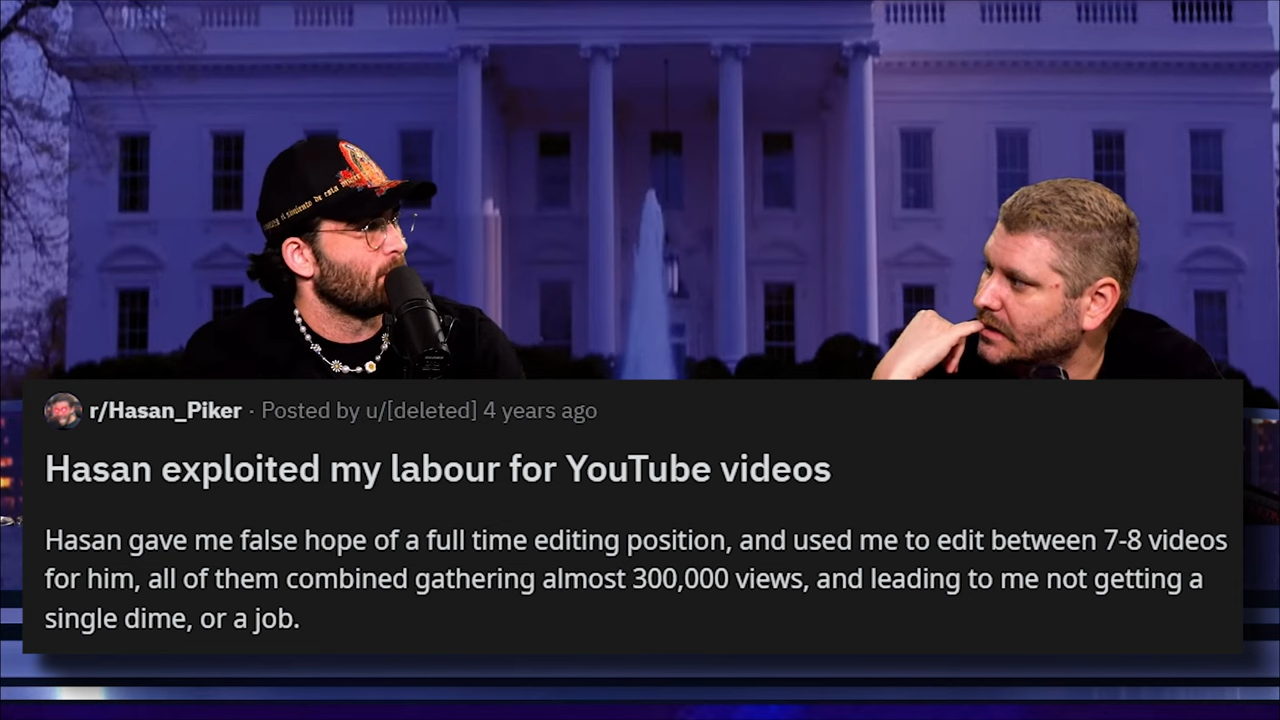 r/Hasan_Piker · Posted by u/[deleted] 4 years ago
Hasan exploited my labour for YouTube videos
Hasan gave me false hope of a full time editing position, and used me to edit between 7-8 videos
for him, all of them combined gathering almost 300,000 views, and leading to me not getting a
single dime, or a job.